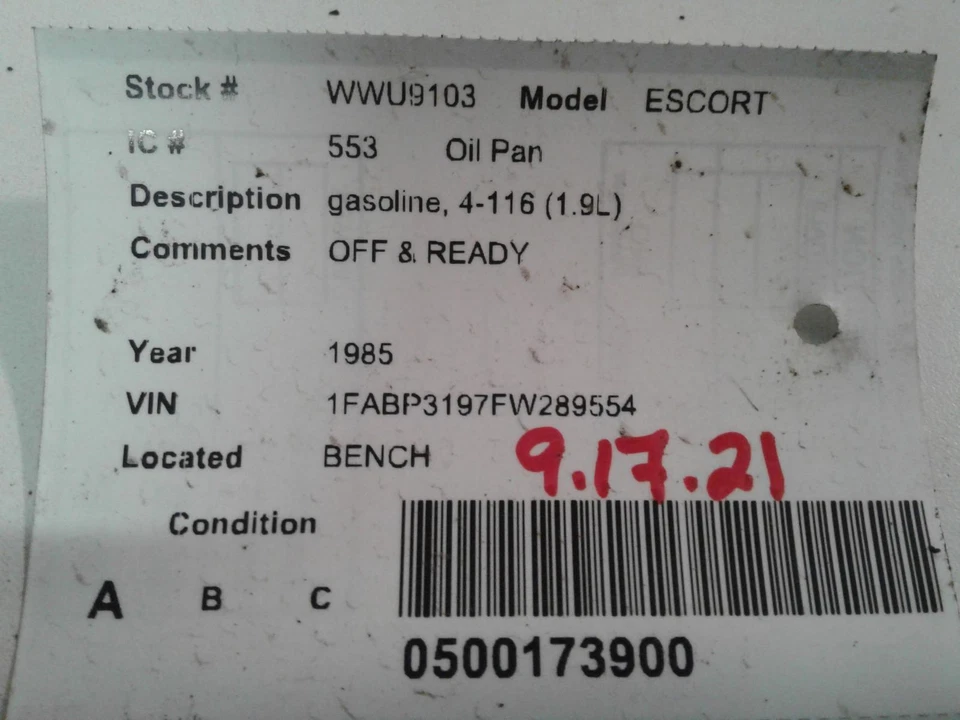 Stock # WWU9103 Model ESCORT
IC # 553 Oil Pan
Description gasoline, 4-116 (1.9L)
Comments OFF & READY
Year 1985
VIN 1FABP3197FW289554
Located BENCH 9.17.21
Condition
A B C
0500173900